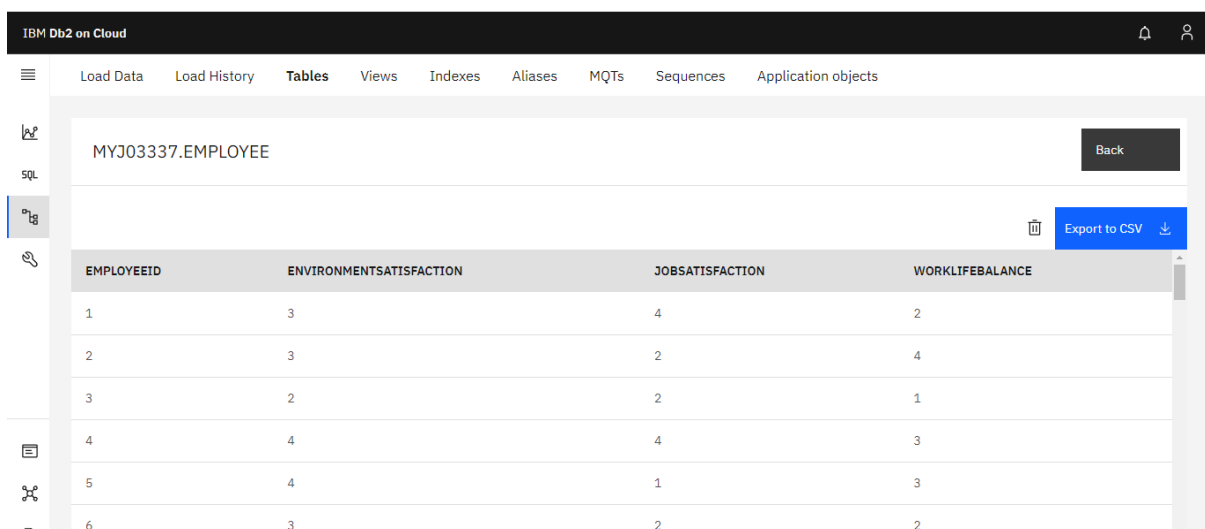 IBM Db2 on Cloud
Load Data Load History Tables Views Indexes Aliases MQTs Sequences Application objects
MYJ03337.EMPLOYEE
Back
SQL
Export to CSV
EMPLOYEEID ENVIRONMENTSATISFACTION JOBSATISFACTION WORKLIFEBALANCE
1 3 4 2
2 3 2 4
3 2 2 1
4 4 4 3
5 4 1 3
6 3 2 2